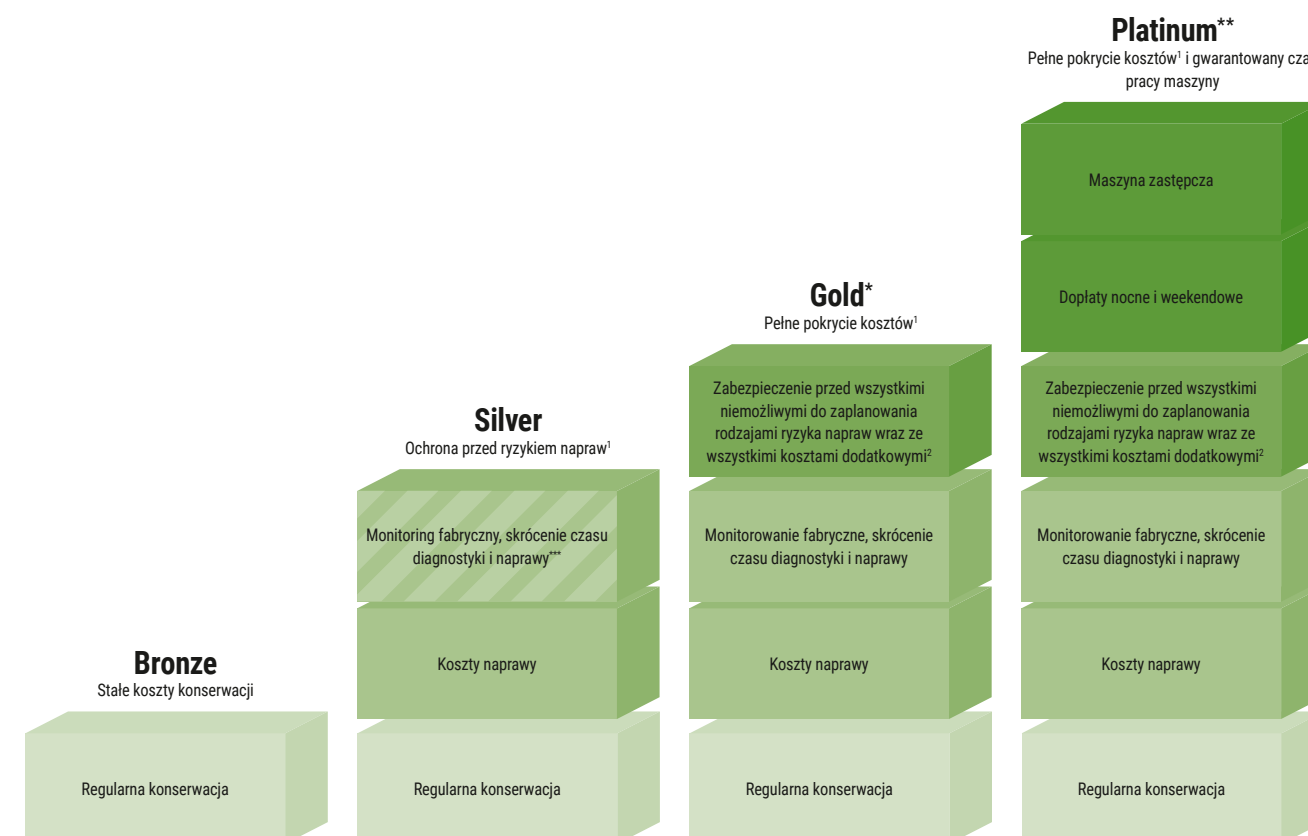 Platinum**
Pełne pokrycie kosztów¹ i gwarantowany cza
pracy maszyny
Maszyna zastępcza
Dopłaty nocne i weekendowe
Zabezpieczenie przed wszystkimi
niemożliwymi do zaplanowania
rodzajami ryzyka napraw wraz ze
wszystkimi kosztami dodatkowymi²
Monitorowanie fabryczne, skrócenie
czasu diagnostyki i naprawy
Koszty naprawy
Regularna konserwacja
Gold*
Pełne pokrycie kosztów¹
Zabezpieczenie przed wszystkimi
niemożliwymi do zaplanowania
rodzajami ryzyka napraw wraz ze
wszystkimi kosztami dodatkowymi²
Monitorowanie fabryczne, skrócenie
czasu diagnostyki i naprawy
Koszty naprawy
Regularna konserwacja
Silver
Ochrona przed ryzykiem napraw¹
Monitoring fabryczny, skrócenie czasu
diagnostyki i naprawy***
Koszty naprawy
Regularna konserwacja
Bronze
Stałe koszty konserwacji
Regularna konserwacja